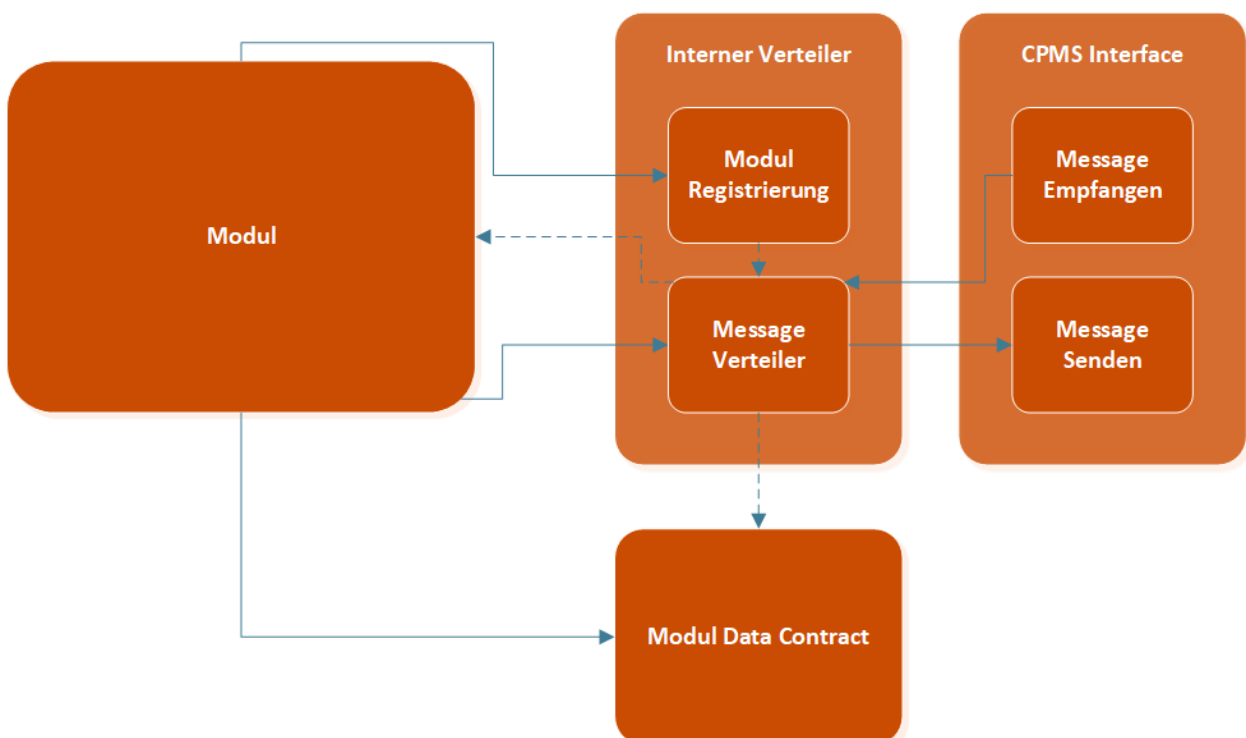 Interner Verteiler
CPMS Interface
Modul
Registrierung
Message
Empfangen
Modul
Message
Verteiler
Message
Senden
Modul Data Contract